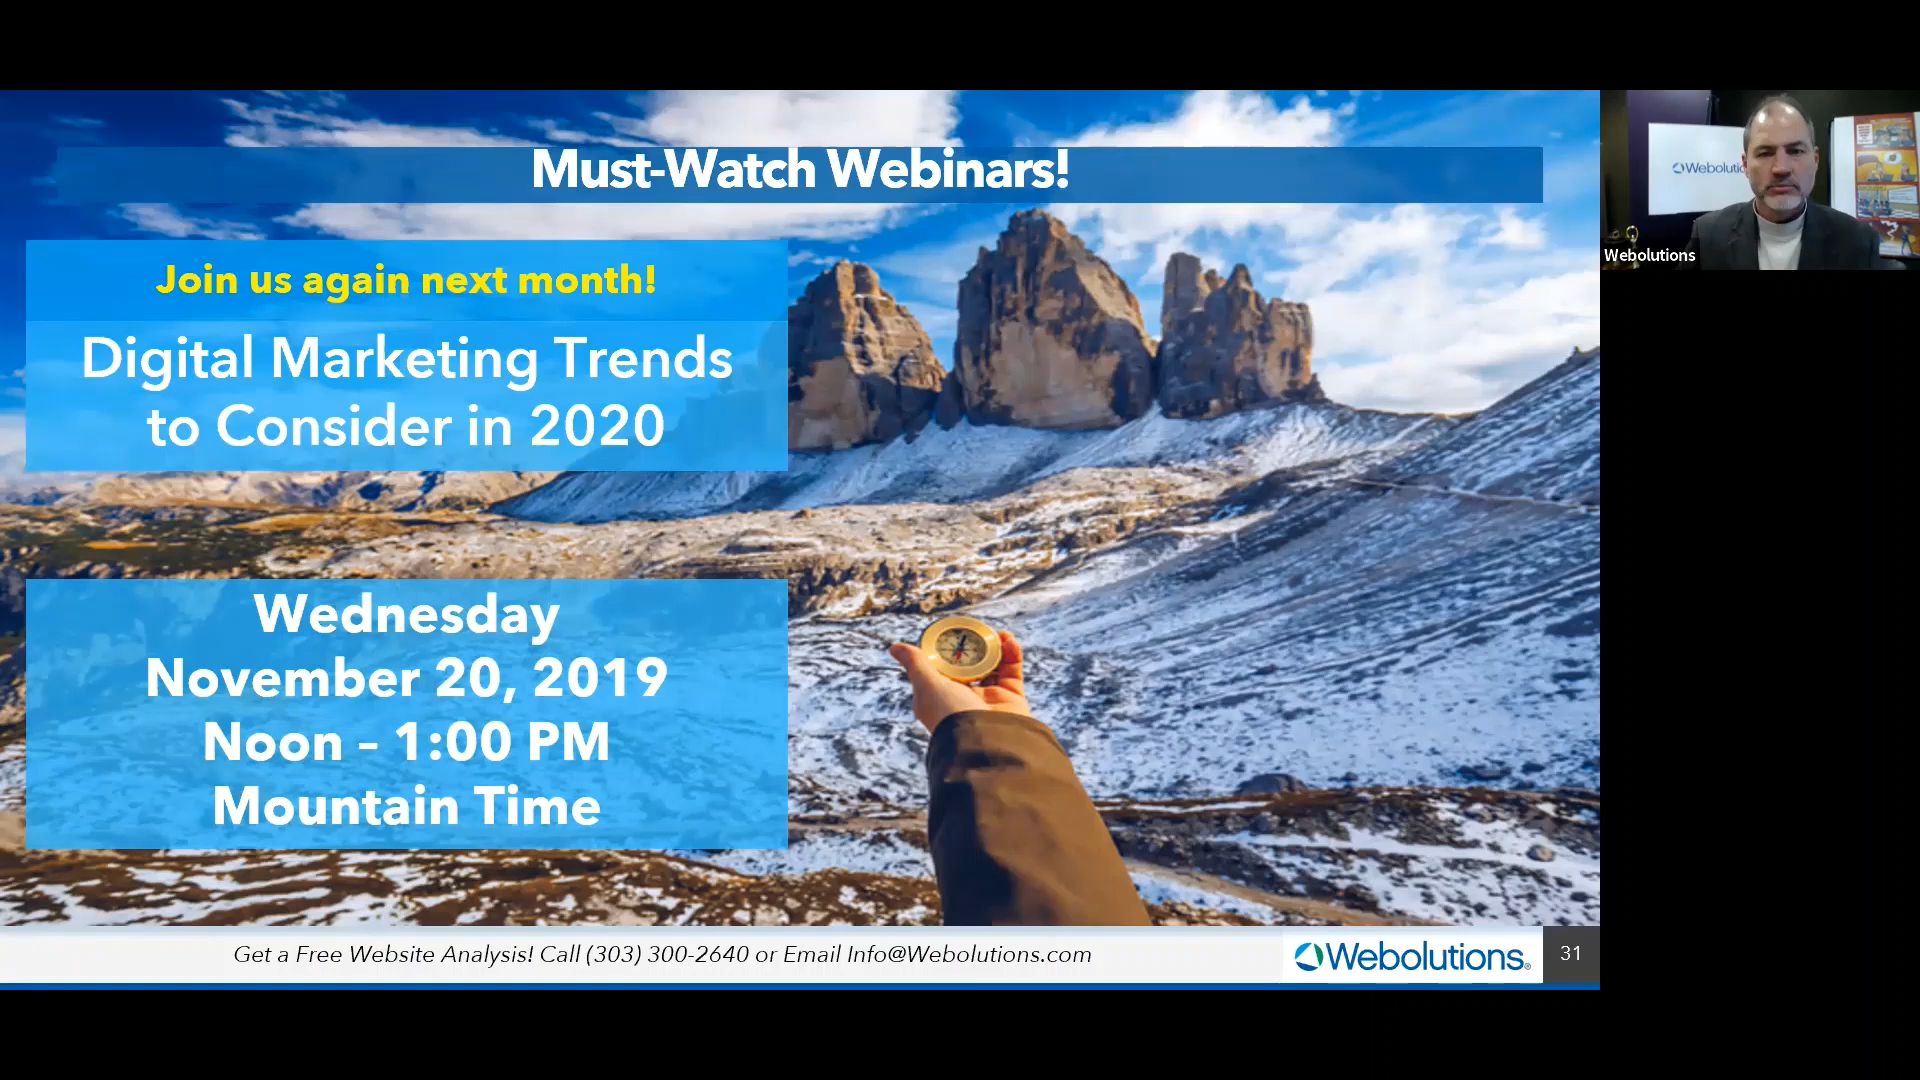 Must-Watch Webinars!
Join us again next month!
Digital Marketing Trends
to Consider in 2020
Wednesday
November 20, 2019
Noon – 1:00 PM
Mountain Time
Get a Free Website Analysis! Call (303) 300-2640 or Email Info@Webolutions.com
Webolutions®
31
Webolutions